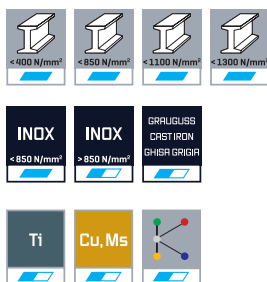 <400 N/mm² <850 N/mm² <1100 N/mm² <1300 N/mm²
INOX INOX GRAUGUSS
CAST IRON
GHISA GRIGIA
<850 N/mm² >850 N/mm²
Ti Cu, Ms